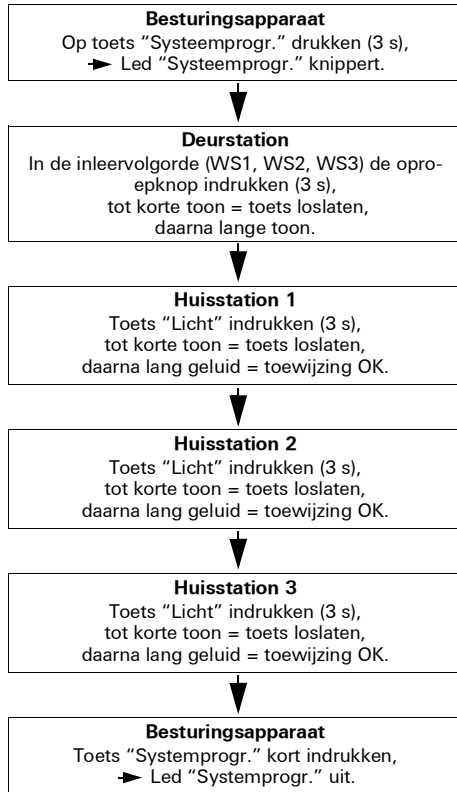 Besturingsapparaat
Op toets “Systeemprogr.” drukken (3 s),
Led “Systeemprogr.” knippert.
Deurstation
In de inleervolgorde (WS1, WS2, WS3) de opro-
epknop indrukken (3 s),
tot korte toon = toets loslaten,
daarna lange toon.
Huisstation 1
Toets “Licht” indrukken (3 s),
tot korte toon = toets loslaten,
daarna lang geluid = toewijzing OK.
Huisstation 2
Toets “Licht” indrukken (3 s),
tot korte toon = toets loslaten,
daarna lang geluid = toewijzing OK.
Huisstation 3
Toets “Licht” indrukken (3 s),
tot korte toon = toets loslaten,
daarna lang geluid = toewijzing OK.
Besturingsapparaat
Toets “Systemprogr.” kort indrukken,
Led “Systemprogr.” uit.